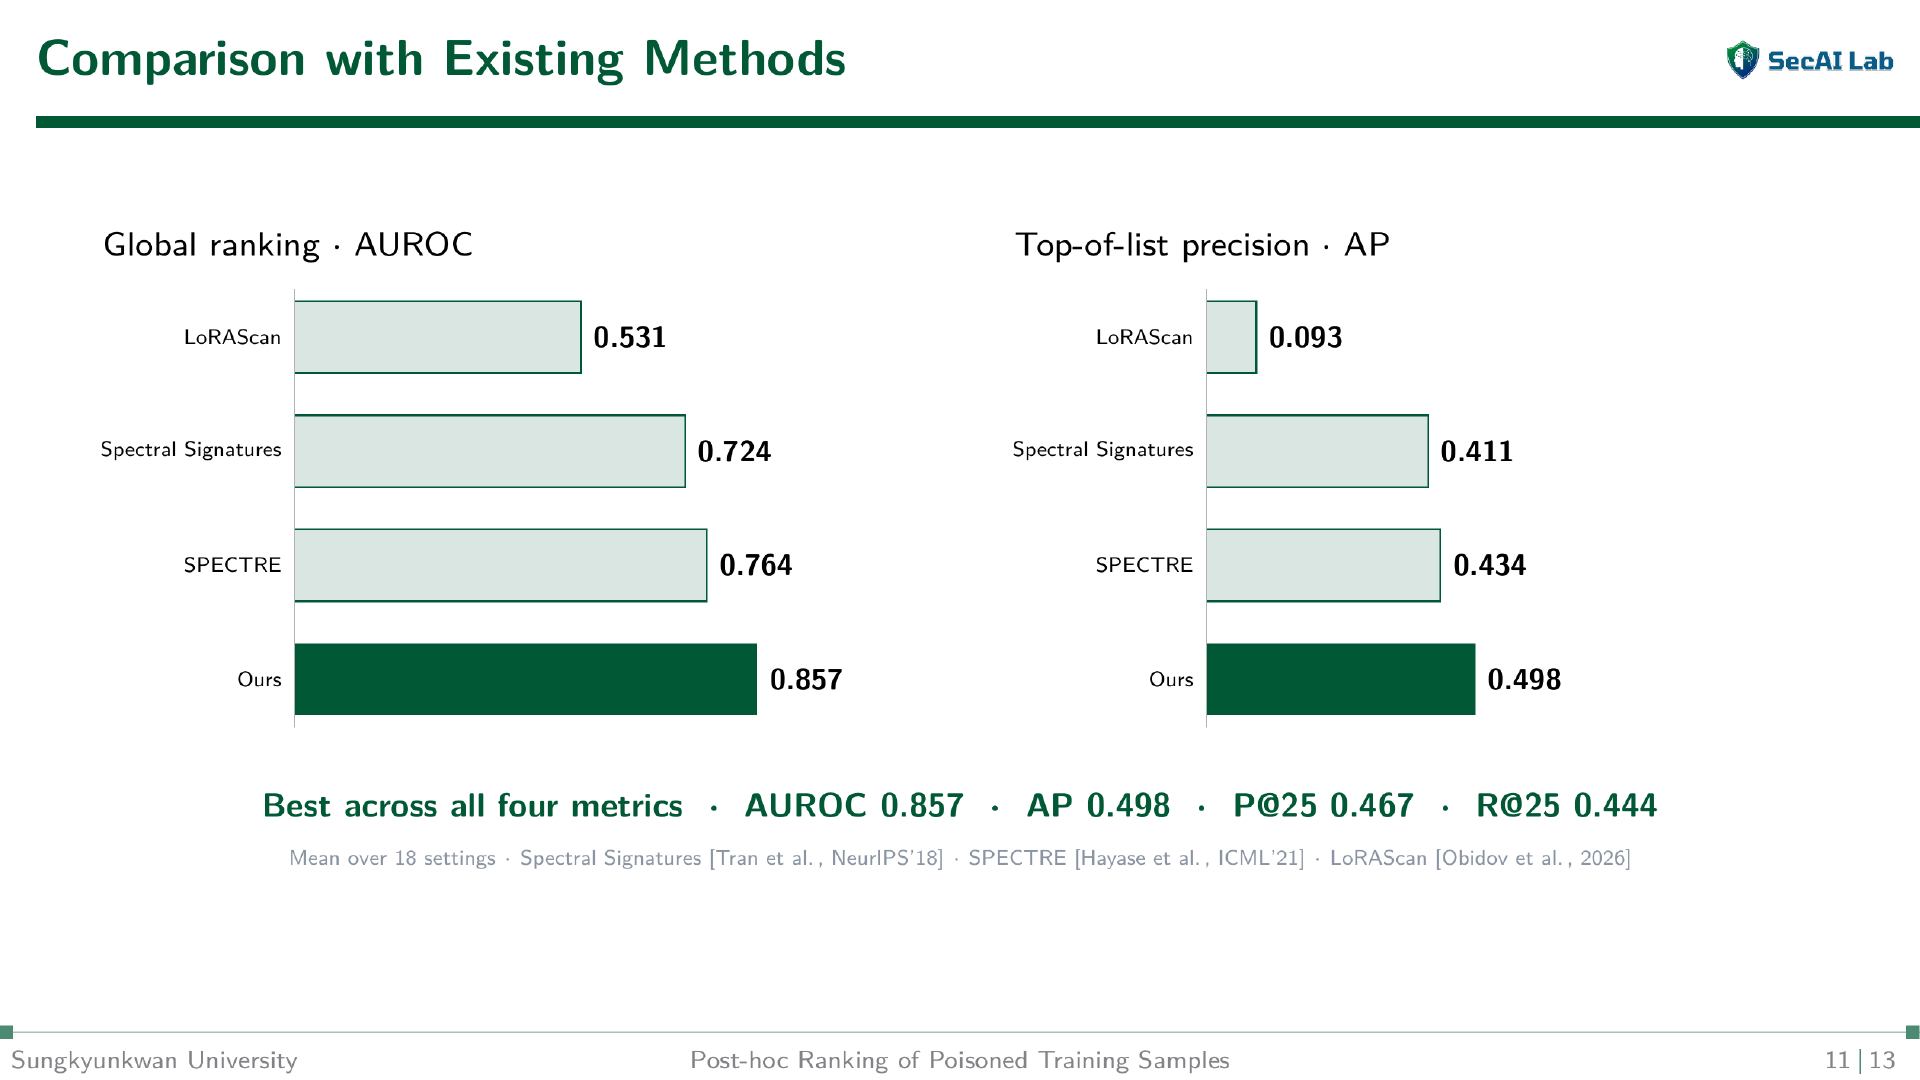 Comparison with Existing Methods
SecAI Lab
Global ranking · AUROC
LoRAScan 0.531
Spectral Signatures 0.724
SPECTRE 0.764
Ours 0.857
Top-of-list precision · AP
LoRAScan 0.093
Spectral Signatures 0.411
SPECTRE 0.434
Ours 0.498
Best across all four metrics · AUROC 0.857 · AP 0.498 · P@25 0.467 · R@25 0.444
Mean over 18 settings · Spectral Signatures [Tran et al., NeurIPS'18] · SPECTRE [Hayase et al., ICML'21] · LoRAScan [Obidov et al., 2026]
Sungkyunkwan University
Post-hoc Ranking of Poisoned Training Samples
11 | 13